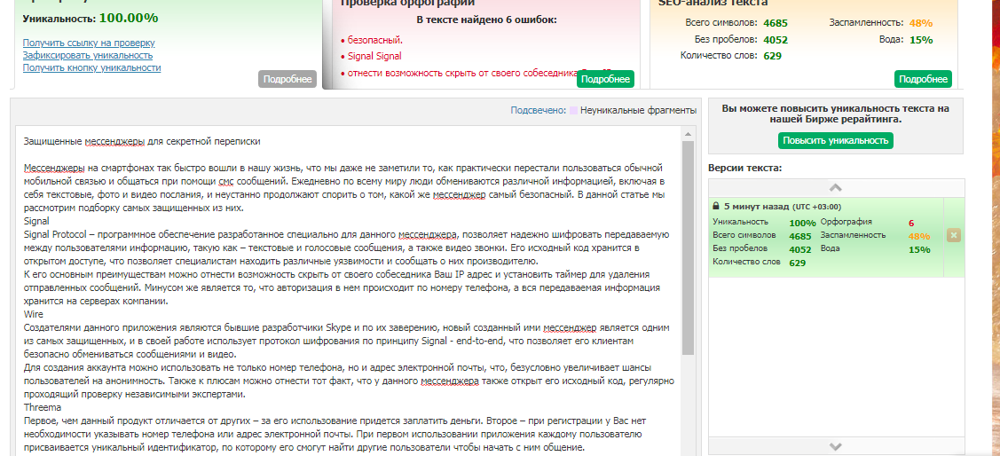 Проверка орфографии
SEO-анализ текста
Уникальность: 100.00%
Получить ссылку на проверку
Зафиксировать уникальность
Получить кнопку уникальности
Подробнее
В тексте найдено 6 ошибок:
• безопасный.
• Signal Signal
• отнести возможность скрыть от своего собеседника
Подробнее
Всего символов: 4685 Заспамленность: 48%
Без пробелов: 4052 Вода: 15%
Количество слов: 629
Подробнее
Подсвечено: Неуникальные фрагменты
Защищенные мессенджеры для секретной переписки
Мессенджеры на смартфонах так быстро вошли в нашу жизнь, что мы даже не заметили то, как практически перестали пользоваться обычной
мобильной связью и общаться при помощи смс сообщений. Ежедневно по всему миру люди обмениваются различной информацией, включая в
себя текстовые, фото и видео послания, и неустанно продолжают спорить о том, какой же мессенджер самый безопасный. В данной статье мы
рассмотрим подборку самых защищенных из них.
Signal
Signal Protocol – программное обеспечение разработанное специально для данного мессенджера, позволяет надежно шифровать передаваемую
между пользователями информацию, такую как – текстовые и голосовые сообщения, а также видео звонки. Его исходный код хранится в
открытом доступе, что позволяет специалистам находить различные уязвимости и сообщать о них производителю.
К его основным преимуществам можно отнести возможность скрыть от своего собеседника Ваш IP адрес и установить таймер для удаления
отправленных сообщений. Минусом же является то, что авторизация в нем происходит по номеру телефона, а вся передаваемая информация
хранится на серверах компании.
Wire
Создателями данного приложения являются бывшие разработчики Skype и по их заверению, новый созданный ими мессенджер является одним
из самых защищенных, и в своей работе использует протокол шифрования по принципу Signal - end-to-end, что позволяет его клиентам
безопасно обмениваться сообщениями и видео.
Для создания аккаунта можно использовать не только номер телефона, но и адрес электронной почты, что, безусловно увеличивает шансы
пользователей на анонимность. Также к плюсам можно отнести тот факт, что у данного мессенджера также открыт его исходный код, регулярно
проходящий проверку независимыми экспертами.
Threema
Первое, чем данный продукт отличается от других – за его использование придется заплатить деньги. Второе – при регистрации у Вас нет
необходимости указывать номер телефона или адрес электронной почты. При первом использовании приложения каждому пользователю
присваивается уникальный идентификатор, по которому его смогут найти другие пользователи чтобы начать с ним общение.
Вы можете повысить уникальность текста на
нашей Бирже рерайтинга.
Повысить уникальность
Версии текста:
5 минут назад (UTC +03:00)
Уникальность 100% Орфография 6
Всего символов 4685 Заспамленность 48%
Без пробелов 4052 Вода 15%
Количество слов 629